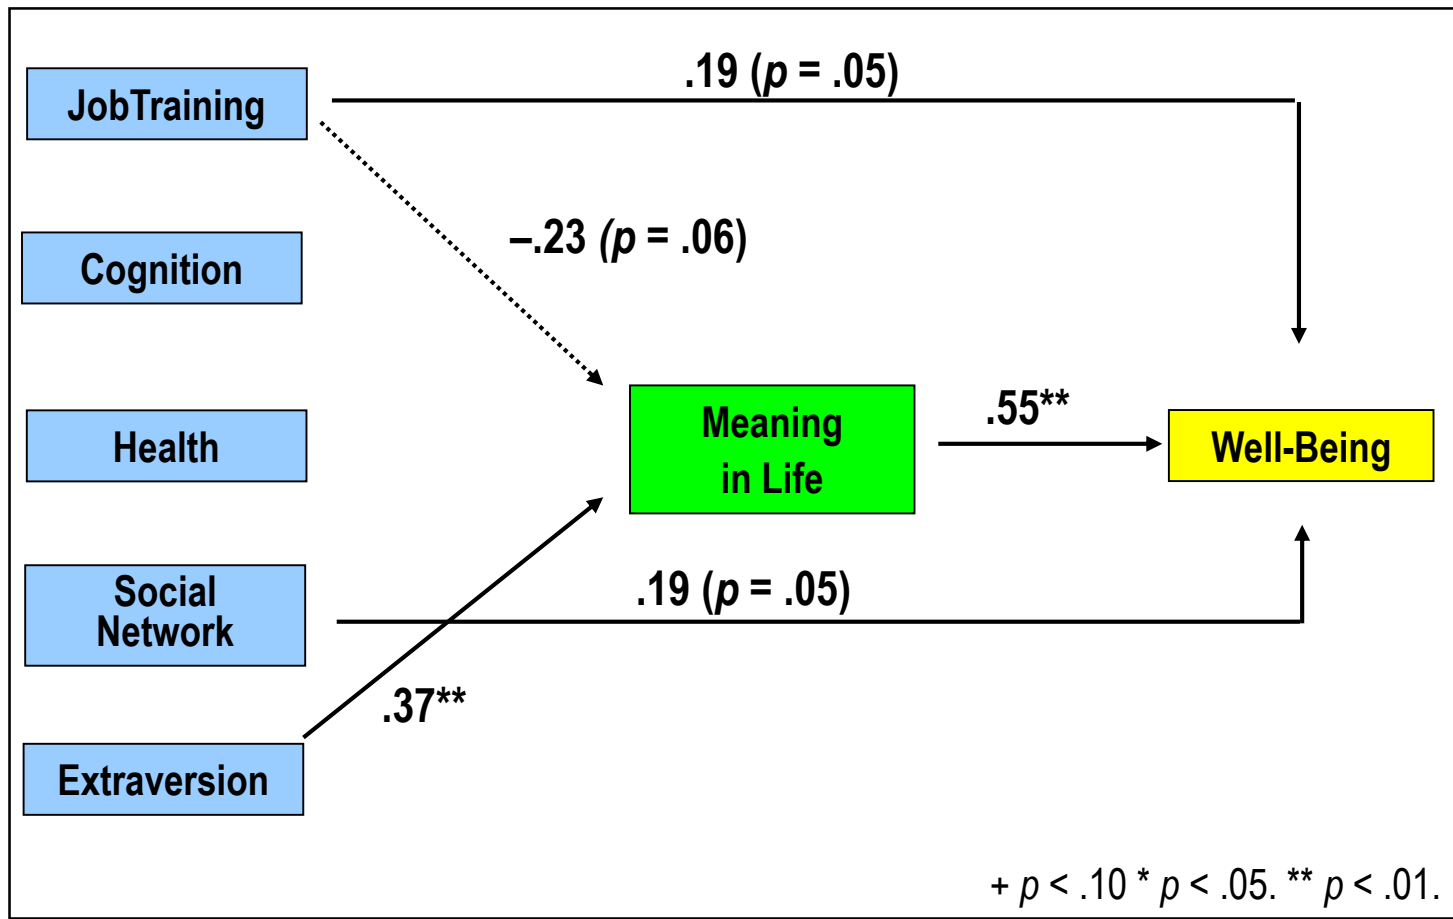 .19 (p = .05)
JobTraining
–.23 (p = .06)
Cognition
Meaning
in Life
.55**
Health
Well-Being
Social
Network
.19 (p = .05)
.37**
Extraversion
+ p < .10 * p < .05. ** p < .01.